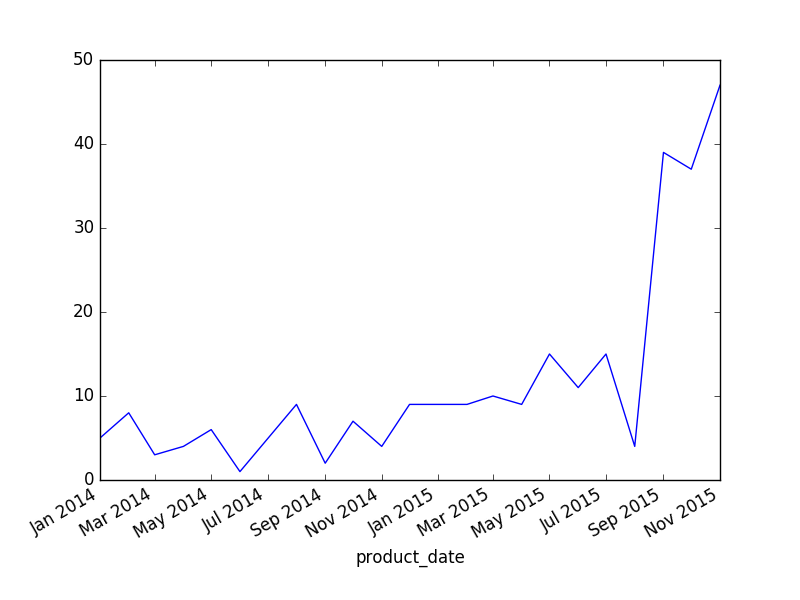 50
40
30
20
10
0
Jan 2014
Mar 2014
May 2014
Jul 2014
Sep 2014
Nov 2014
Jan 2015
Mar 2015
May 2015
Jul 2015
Sep 2015
Nov 2015
product_date